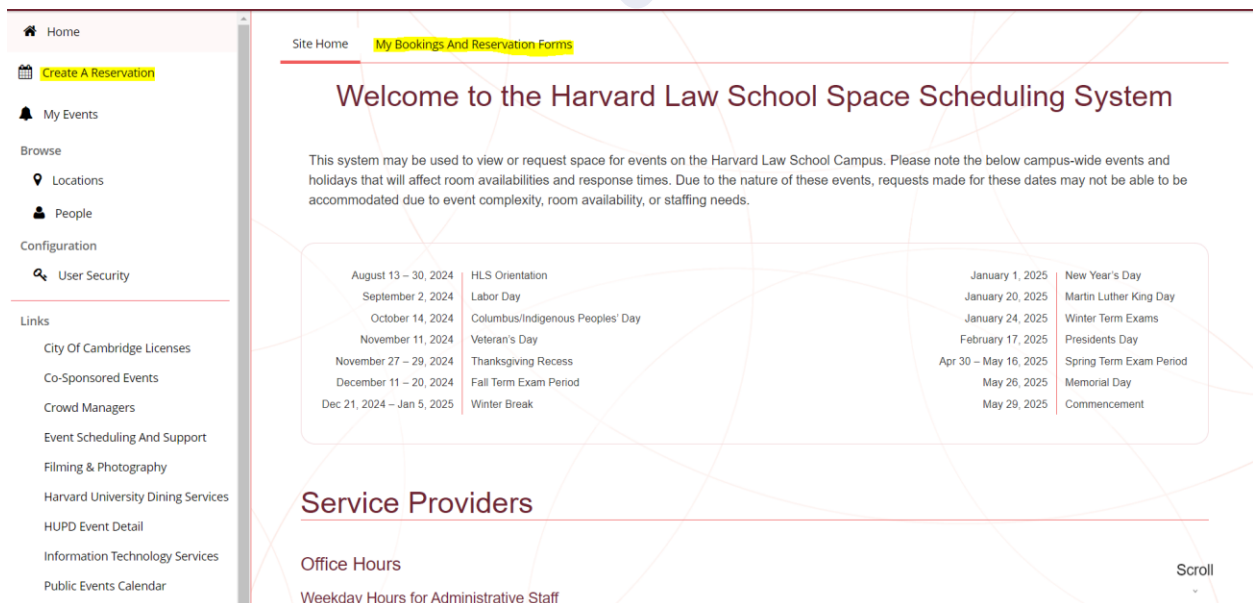 Home
Create A Reservation
My Events
Browse
Locations
People
Configuration
User Security
Links
City Of Cambridge Licenses
Co-Sponsored Events
Crowd Managers
Event Scheduling And Support
Filming & Photography
Harvard University Dining Services
HUPD Event Detail
Information Technology Services
Public Events Calendar
Site Home My Bookings And Reservation Forms
Welcome to the Harvard Law School Space Scheduling System
This system may be used to view or request space for events on the Harvard Law School Campus. Please note the below campus-wide events and
holidays that will affect room availabilities and response times. Due to the nature of these events, requests made for these dates may not be able to be
accommodated due to event complexity, room availability, or staffing needs.
August 13 – 30, 2024 HLS Orientation
September 2, 2024 Labor Day
October 14, 2024 Columbus/Indigenous Peoples' Day
November 11, 2024 Veteran's Day
November 27 – 29, 2024 Thanksgiving Recess
December 11 – 20, 2024 Fall Term Exam Period
Dec 21, 2024 – Jan 5, 2025 Winter Break
January 1, 2025 New Year's Day
January 20, 2025 Martin Luther King Day
January 24, 2025 Winter Term Exams
February 17, 2025 Presidents Day
Apr 30 – May 16, 2025 Spring Term Exam Period
May 26, 2025 Memorial Day
May 29, 2025 Commencement
Service Providers
Office Hours
Weekday Hours for Administrative Staff
Scroll